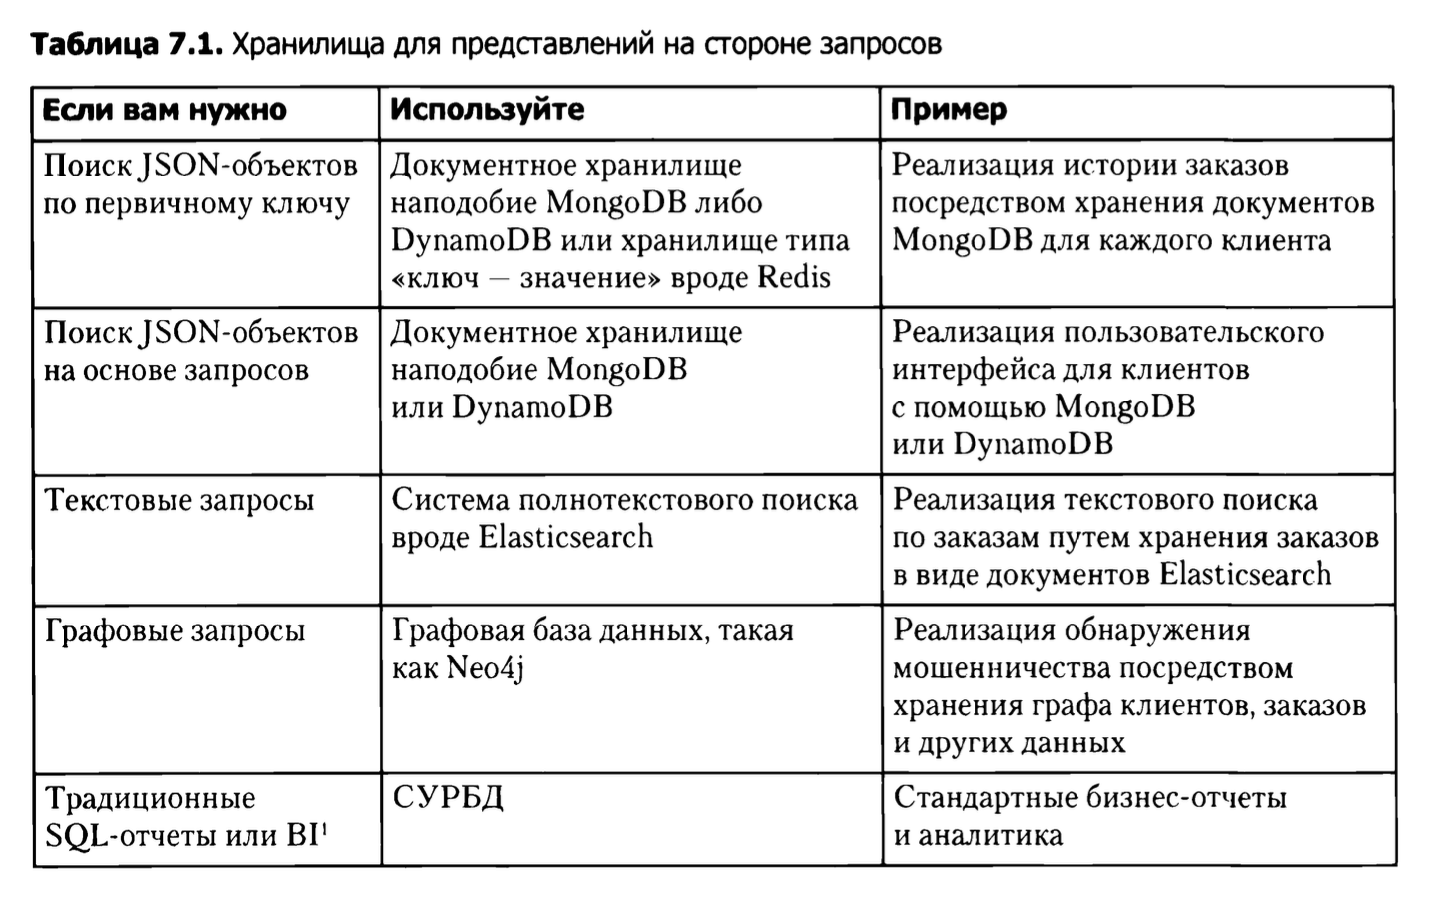 Таблица 7.1. Хранилища для представлений на стороне запросов
Если вам нужно
Используйте
Пример
Поиск JSON-объектов
по первичному ключу
Документное хранилище
наподобие MongoDB либо
DynamoDB или хранилище типа
«ключ — значение» вроде Redis
Реализация истории заказов
посредством хранения документов
MongoDB для каждого клиента
Поиск JSON-объектов
на основе запросов
Документное хранилище
наподобие MongoDB
или DynamoDB
Реализация пользовательского
интерфейса для клиентов
с помощью MongoDB
или DynamoDB
Текстовые запросы
Система полнотекстового поиска
вроде Elasticsearch
Реализация текстового поиска
по заказам путем хранения заказов
в виде документов Elasticsearch
Графовые запросы
Графовая база данных, такая
как Neo4j
Реализация обнаружения
мошенничества посредством
хранения графа клиентов, заказов
и других данных
Традиционные
SQL-отчеты или BI¹
СУРБД
Стандартные бизнес-отчеты
и аналитика